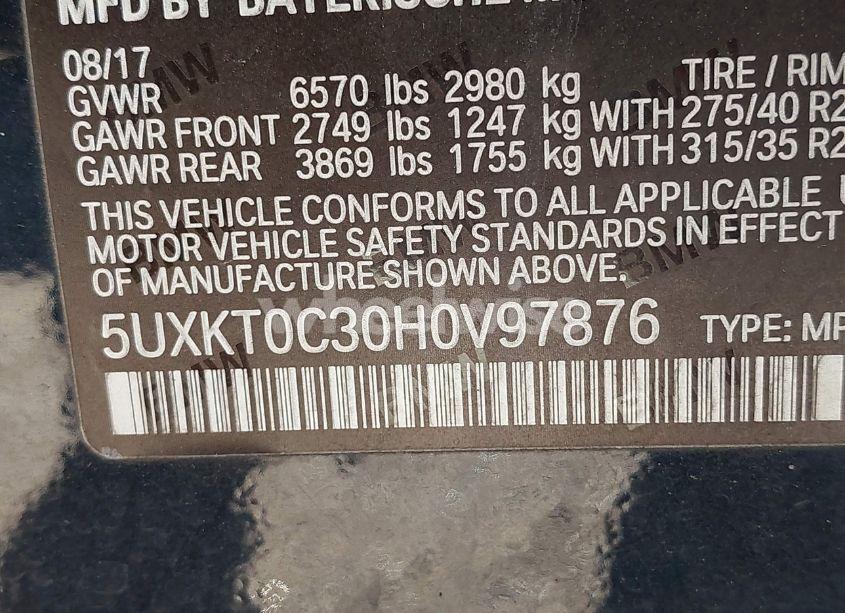 MFD BY BAYERISCHE
08/17
GVWR 6570 lbs 2980 kg TIRE / RIM
GAWR FRONT 2749 lbs 1247 kg WITH 275/40 R2
GAWR REAR 3869 lbs 1755 kg WITH 315/35 R2
THIS VEHICLE CONFORMS TO ALL APPLICABLE U
MOTOR VEHICLE SAFETY STANDARDS IN EFFECT
OF MANUFACTURE SHOWN ABOVE.
wheelwise
5UXKT0C30H0V97876 TYPE: MP